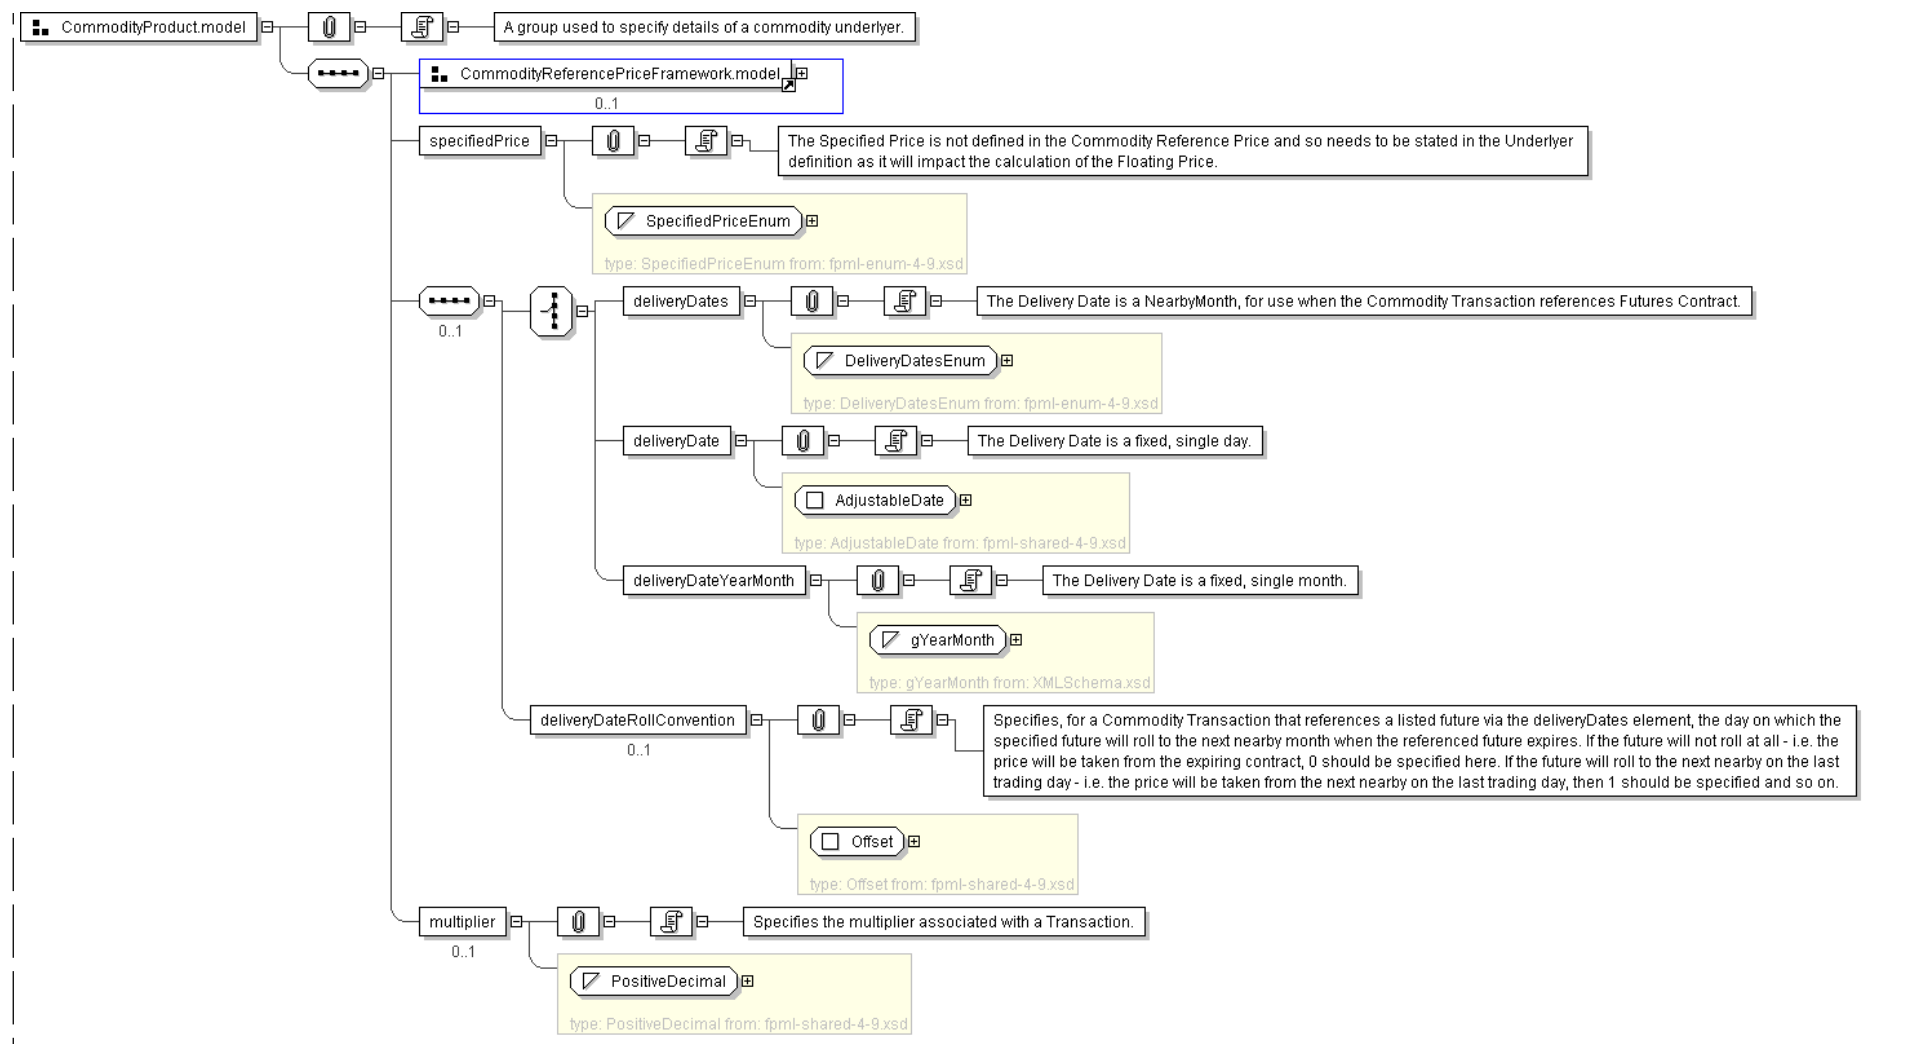 CommodityProduct.model
A group used to specify details of a commodity underlyer.
CommodityReferencePriceFramework.model
0..1
specifiedPrice
The Specified Price is not defined in the Commodity Reference Price and so needs to be stated in the Underlyer
definition as it will impact the calculation of the Floating Price.
SpecifiedPriceEnum
type: SpecifiedPriceEnum from: fpml-enum-4-9.xsd
0..1
deliveryDates
The Delivery Date is a NearbyMonth, for use when the Commodity Transaction references Futures Contract.
DeliveryDatesEnum
type: DeliveryDatesEnum from: fpml-enum-4-9.xsd
deliveryDate
The Delivery Date is a fixed, single day.
AdjustableDate
type: AdjustableDate from: fpml-shared-4-9.xsd
deliveryDateYearMonth
The Delivery Date is a fixed, single month.
gYearMonth
type: gYearMonth from: XMLSchema.xsd
deliveryDateRollConvention
0..1
Specifies, for a Commodity Transaction that references a listed future via the deliveryDates element, the day on which the
specified future will roll to the next nearby month when the referenced future expires. If the future will not roll at all - i.e. the
price will be taken from the expiring contract, 0 should be specified here. If the future will roll to the next nearby on the last
trading day - i.e. the price will be taken from the next nearby on the last trading day, then 1 should be specified and so on.
Offset
type: Offset from: fpml-shared-4-9.xsd
multiplier
0..1
Specifies the multiplier associated with a Transaction.
PositiveDecimal
type: PositiveDecimal from: fpml-shared-4-9.xsd